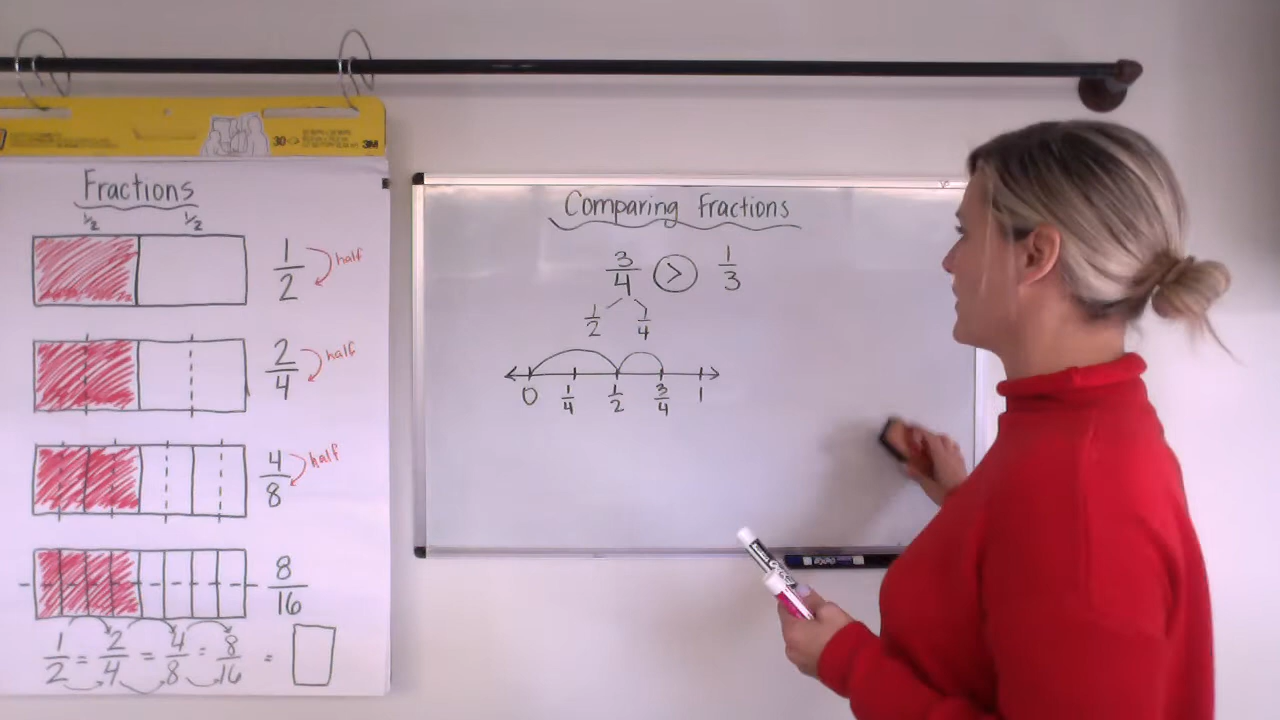 30
3M
Fractions
1/2 1/2
1/2 half
2/4 half
4/8 half
8/16
1/2 = 2/4 = 4/8 = 8/16 =
Comparing Fractions
3/4 > 1/3
1/2 1/4
0 1/4 1/2 3/4 1